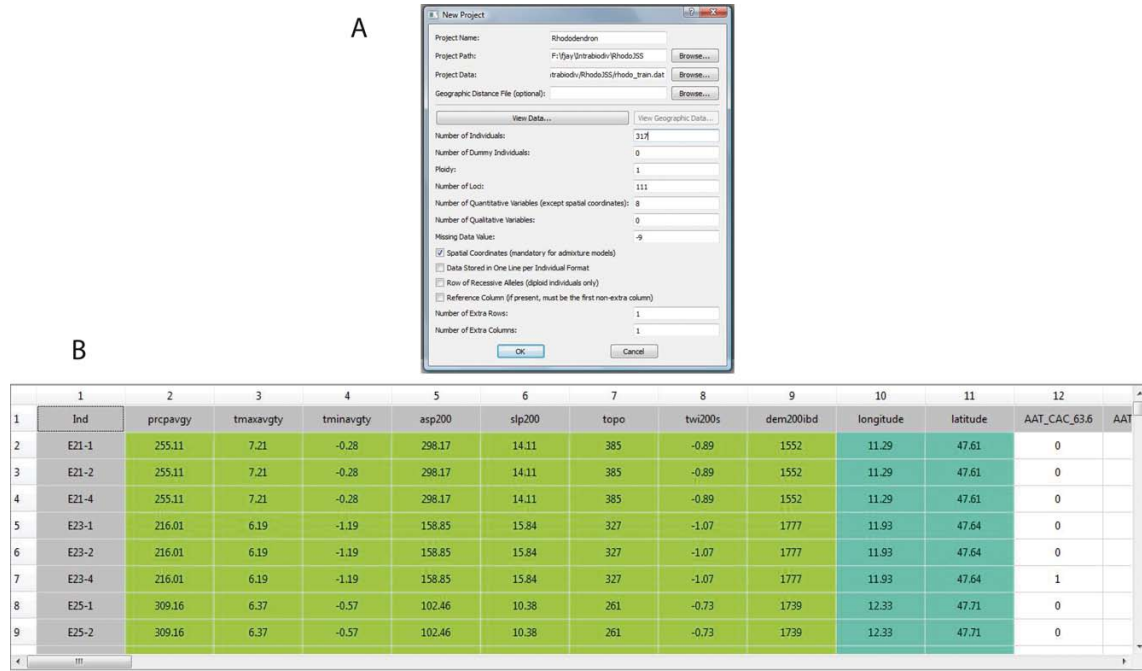 A
New Project
Project Name: Rhododendron
Project Path: F:\fjay\Intrabiodiv\RhodoJSS Browse...
Project Data: ıtrabiodiv/RhodoJSS/rhodo_train.dat Browse...
Geographic Distance File (optional): Browse...
View Data... View Geographic Data...
Number of Individuals: 317
Number of Dummy Individuals: 0
Ploidy: 1
Number of Loci: 111
Number of Quantitative Variables (except spatial coordinates): 8
Number of Qualitative Variables: 0
Missing Data Value: -9
Spatial Coordinates (mandatory for admixture models)
Data Stored in One Line per Individual Format
Row of Recessive Alleles (diploid individuals only)
Reference Column (if present, must be the first non-extra column)
Number of Extra Rows: 1
Number of Extra Columns: 1
OK Cancel
B
1 2 3 4 5 6 7 8 9 10 11 12
1 Ind prcpavgy tmaxavgty tminavgty asp200 slp200 topo twi200s dem200ibd longitude latitude AAT_CAC_63.6 AAT
2 E21-1 255.11 7.21 -0.28 298.17 14.11 385 -0.89 1552 11.29 47.61 0
3 E21-2 255.11 7.21 -0.28 298.17 14.11 385 -0.89 1552 11.29 47.61 0
4 E21-4 255.11 7.21 -0.28 298.17 14.11 385 -0.89 1552 11.29 47.61 0
5 E23-1 216.01 6.19 -1.19 158.85 15.84 327 -1.07 1777 11.93 47.64 0
6 E23-2 216.01 6.19 -1.19 158.85 15.84 327 -1.07 1777 11.93 47.64 0
7 E23-4 216.01 6.19 -1.19 158.85 15.84 327 -1.07 1777 11.93 47.64 1
8 E25-1 309.16 6.37 -0.57 102.46 10.38 261 -0.73 1739 12.33 47.71 0
9 E25-2 309.16 6.37 -0.57 102.46 10.38 261 -0.73 1739 12.33 47.71 0